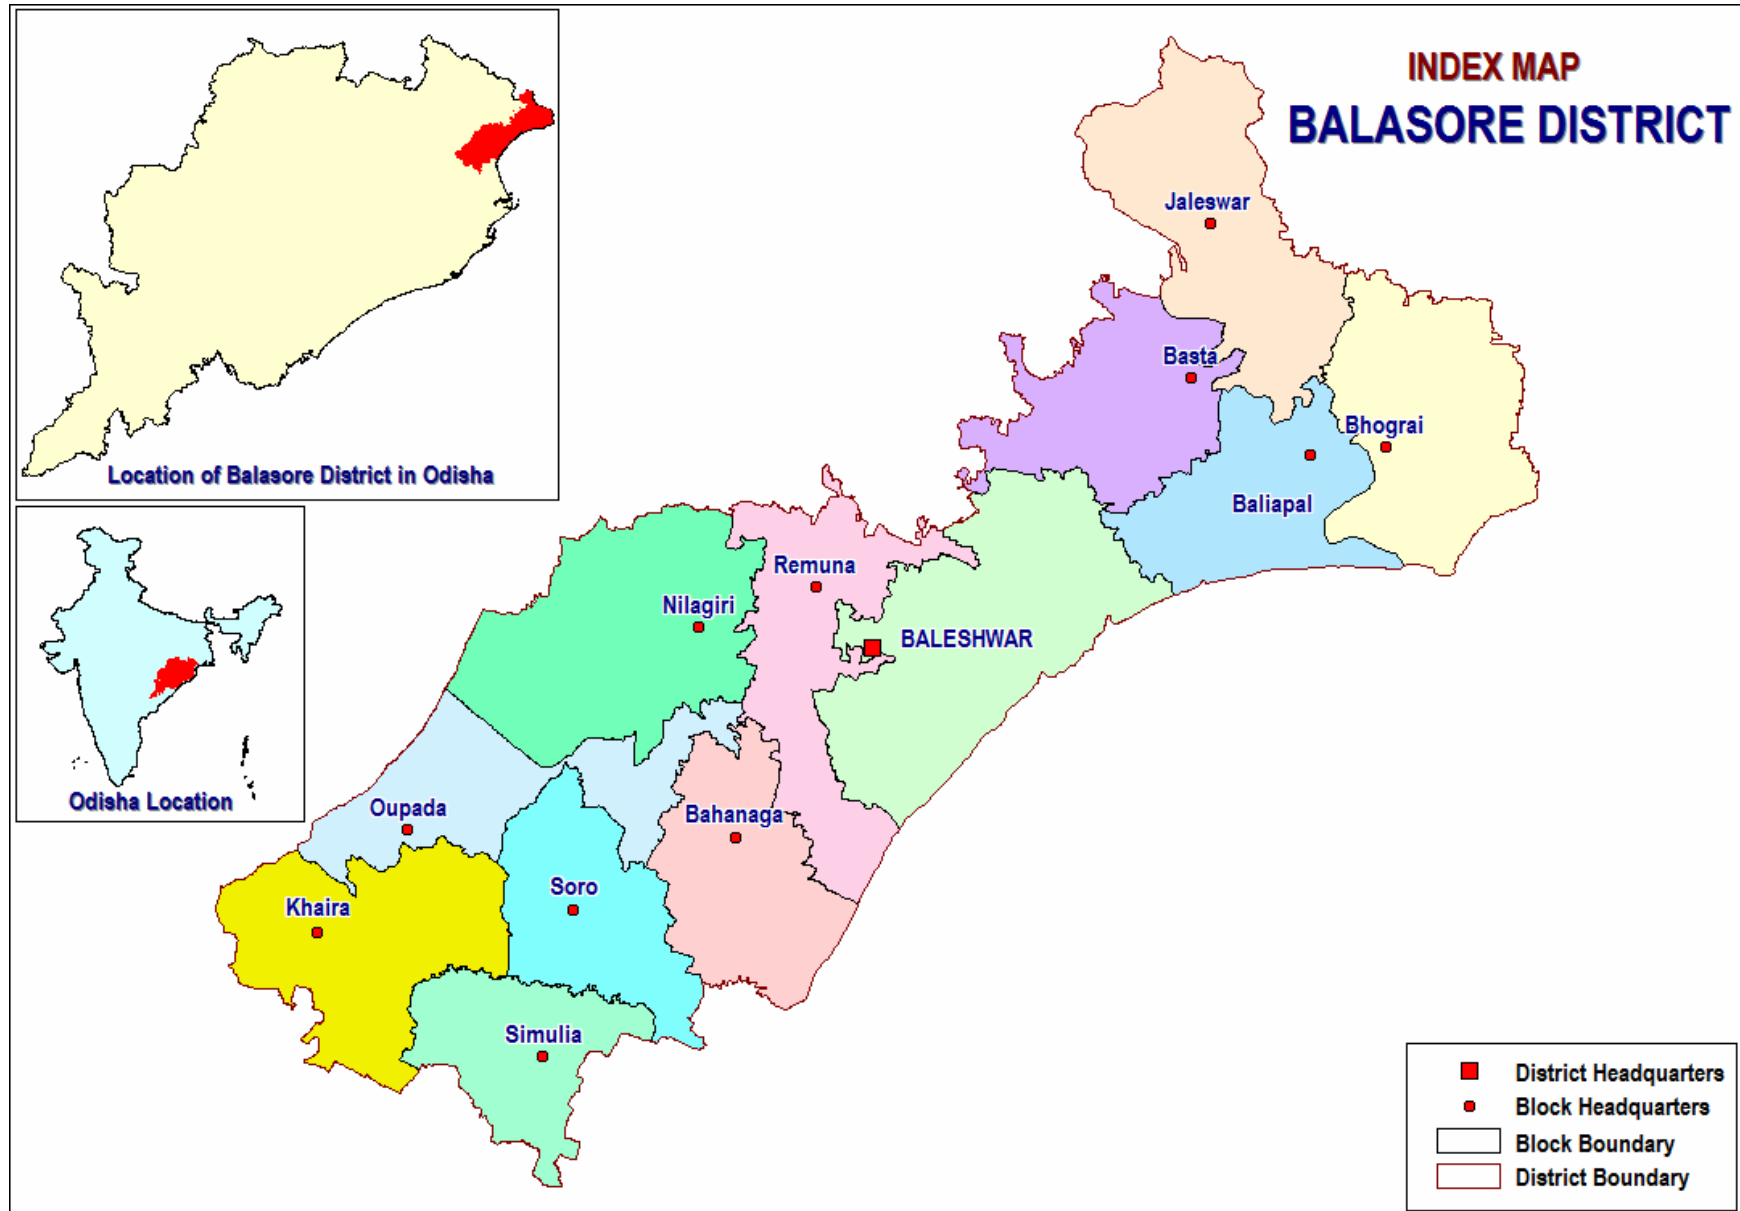 INDEX MAP
BALASORE DISTRICT
Location of Balasore District in Odisha
Odisha Location
Jaleswar
Basta
Bhograi
Baliapal
Remuna
Nilagiri
BALESHWAR
Oupada
Bahanaga
Soro
Khaira
Simulia
District Headquarters
Block Headquarters
Block Boundary
District Boundary